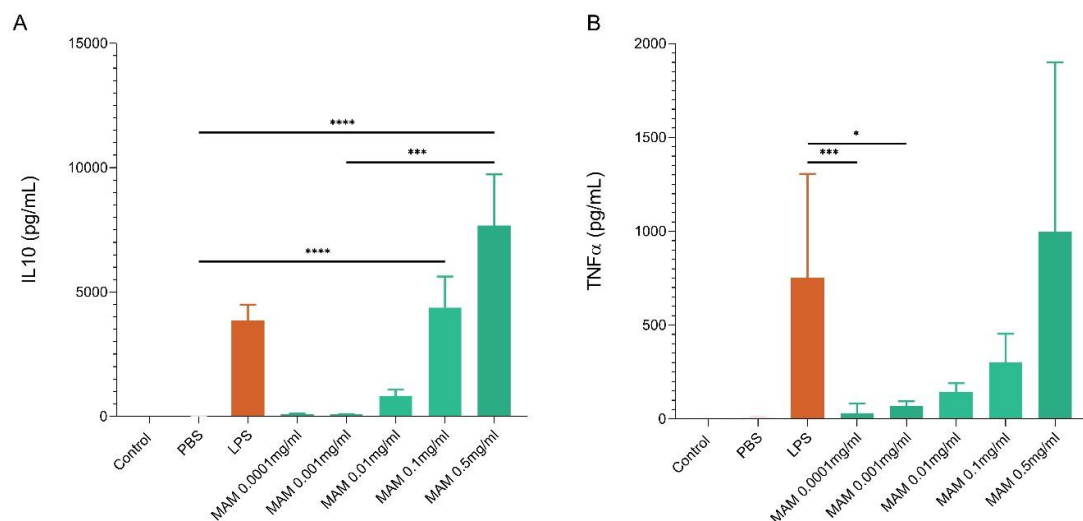 A
IL10 (pg/mL)
15000
10000
5000
0
****
***
****
Control
PBS
LPS
MAM 0.0001mg/ml
MAM 0.001mg/ml
MAM 0.01mg/ml
MAM 0.1mg/ml
MAM 0.5mg/ml
B
TNFα (pg/mL)
2000
1500
1000
500
0
*
***
Control
PBS
LPS
MAM 0.0001mg/ml
MAM 0.001mg/ml
MAM 0.01mg/ml
MAM 0.1mg/ml
MAM 0.5mg/ml